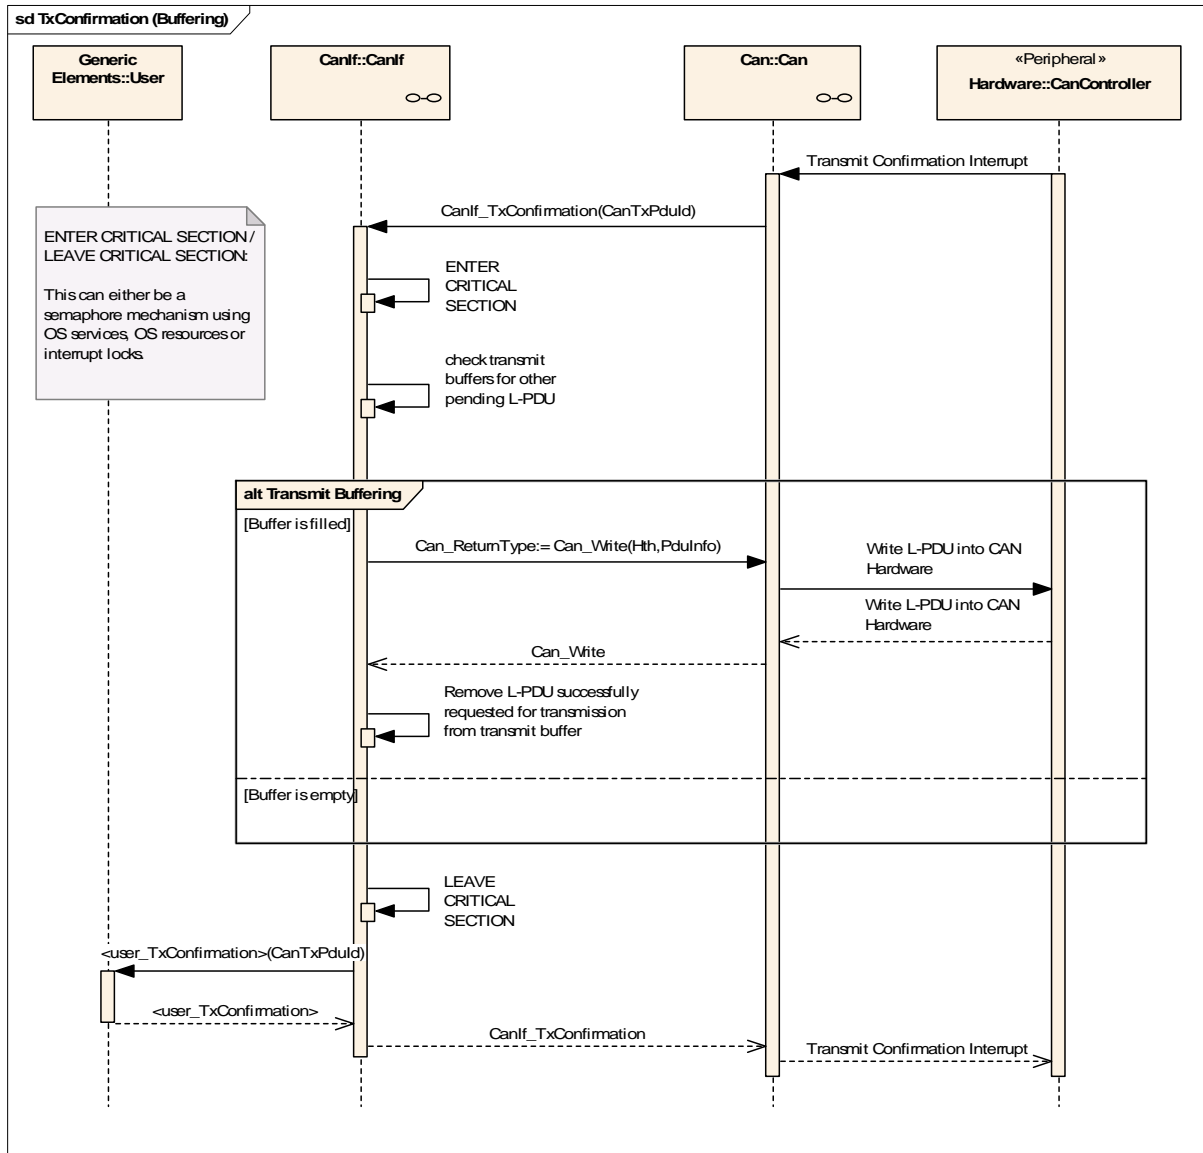 sd TxConfirmation (Buffering)
Generic
Elements::User
CanIf::CanIf
Can::Can
«Peripheral»
Hardware::CanController
Transmit Confirmation Interrupt
CanIf_TxConfirmation(CanTxPduId)
ENTER CRITICAL SECTION /
LEAVE CRITICAL SECTION:
This can either be a
semaphore mechanism using
OS services, OS resources or
interrupt locks.
ENTER
CRITICAL
SECTION
check transmit
buffers for other
pending L-PDU
alt Transmit Buffering
[Buffer is filled]
Can_ReturnType:= Can_Write(Hth,PduInfo)
Write L-PDU into CAN
Hardware
Write L-PDU into CAN
Hardware
Can_Write
Remove L-PDU successfully
requested for transmission
from transmit buffer
[Buffer is empty]
LEAVE
CRITICAL
SECTION
<user_TxConfirmation>(CanTxPduId)
<user_TxConfirmation>
CanIf_TxConfirmation
Transmit Confirmation Interrupt